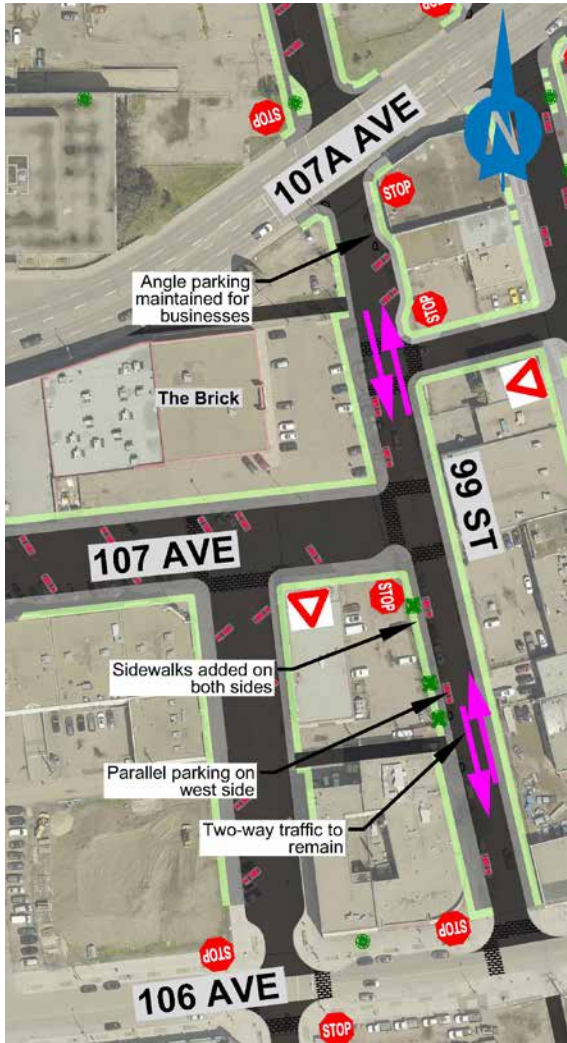 STOP
STOP
107A AVE
N
STOP
Angle parking
maintained for
businesses
STOP
The Brick
99 ST
107 AVE
STOP
Sidewalks added on
both sides
Parallel parking on
west side
Two-way traffic to
remain
STOP
STOP
106 AVE
STOP